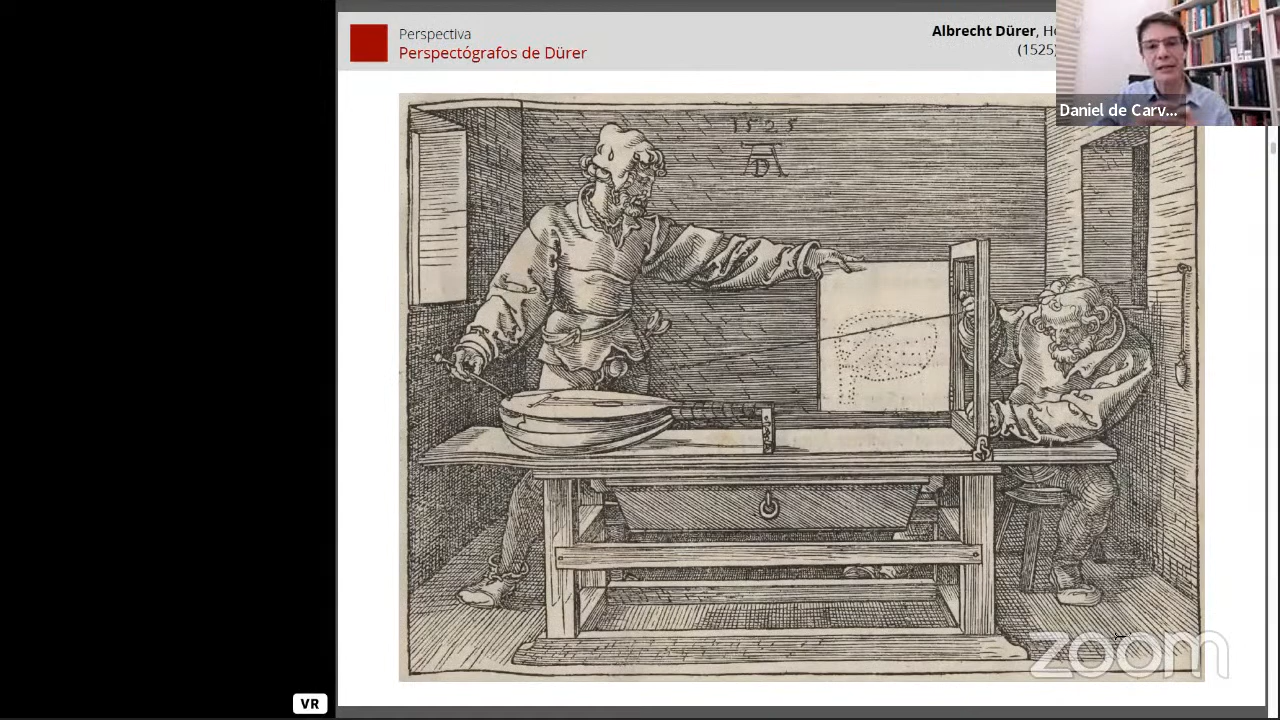 Perspectiva
Perspectógrafos de Dürer
Albrecht Dürer,
(1525)
Daniel de Carv...
1525
AD
zoom
VR